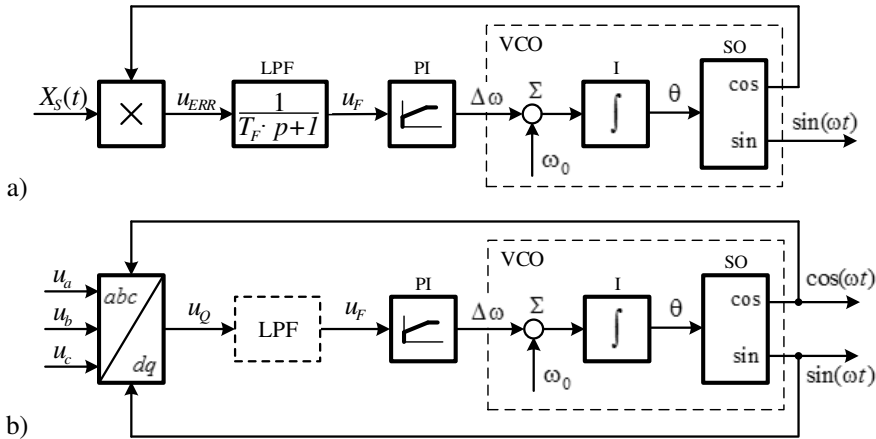 VCO
LPF
PI
Σ
I
SO
X_S(t)
×
u_ERR
1
T_F· p+1
u_F
Δω
∫
θ
cos
sin
sin(ωt)
ω_0
a)
VCO
PI
Σ
I
SO
u_a
u_b
u_c
abc
dq
u_Q
LPF
u_F
Δω
∫
θ
cos
sin
cos(ωt)
sin(ωt)
ω_0
b)